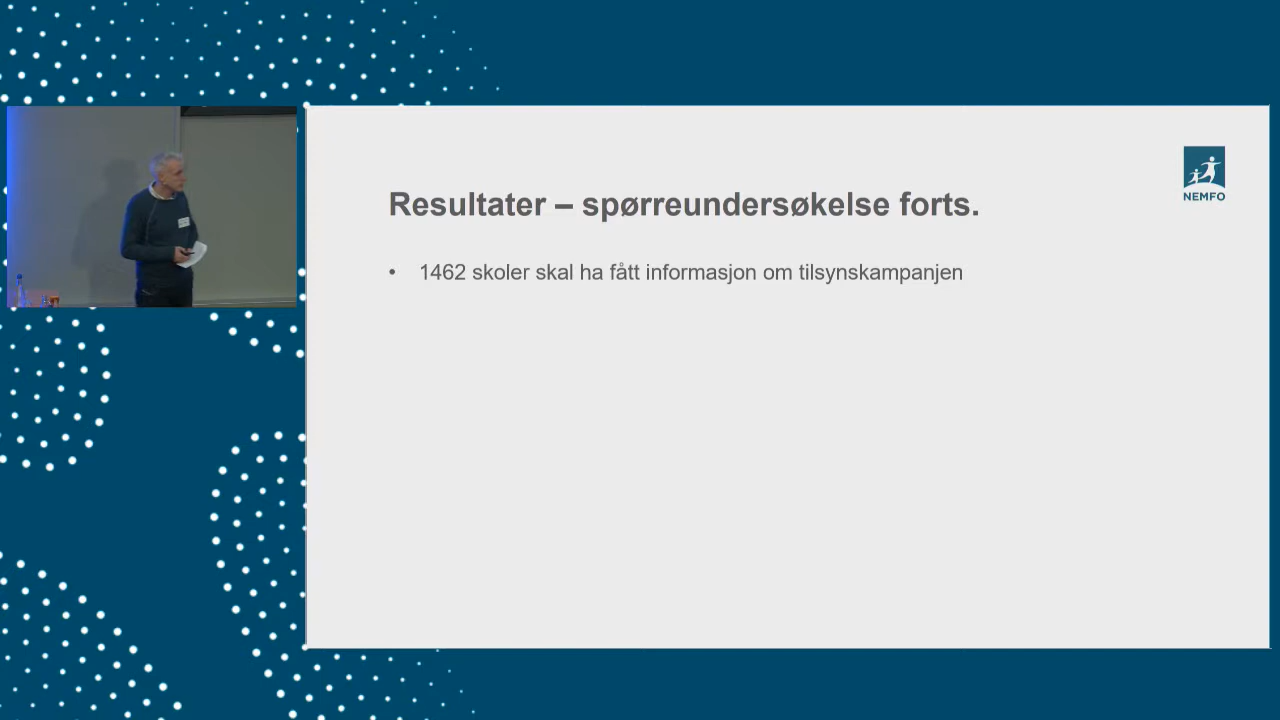 Resultater – spørreundersøkelse forts.
NEMFO
• 1462 skoler skal ha fått informasjon om tilsynskampanjen